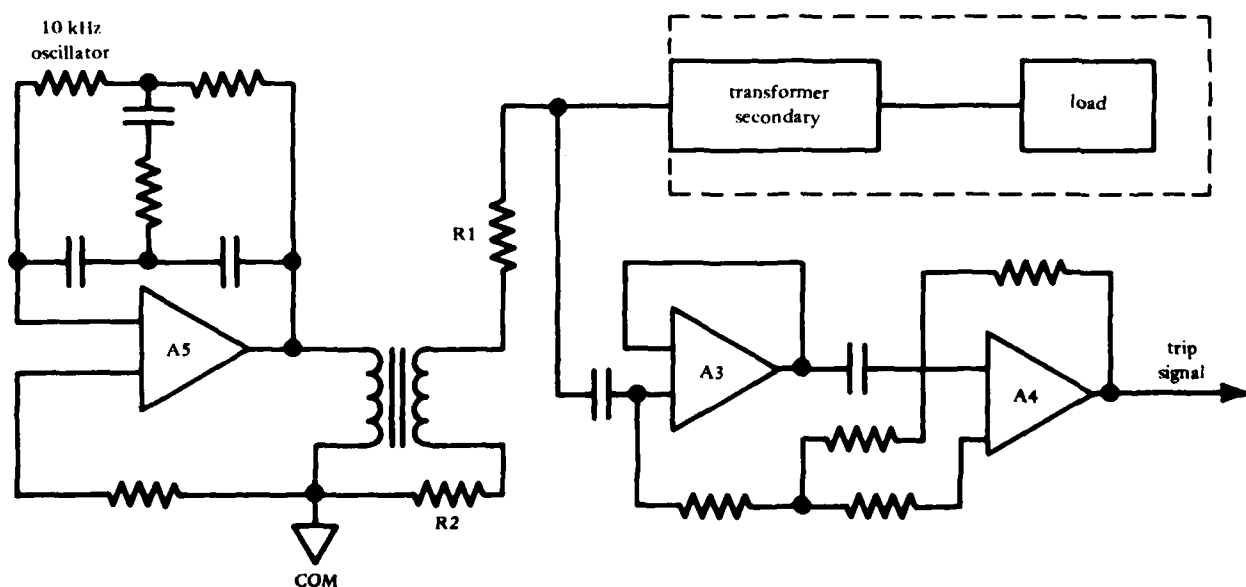 10 kHz
oscillator
transformer
secondary
load
R1
A5
A3
A4
trip
signal
R2
COM